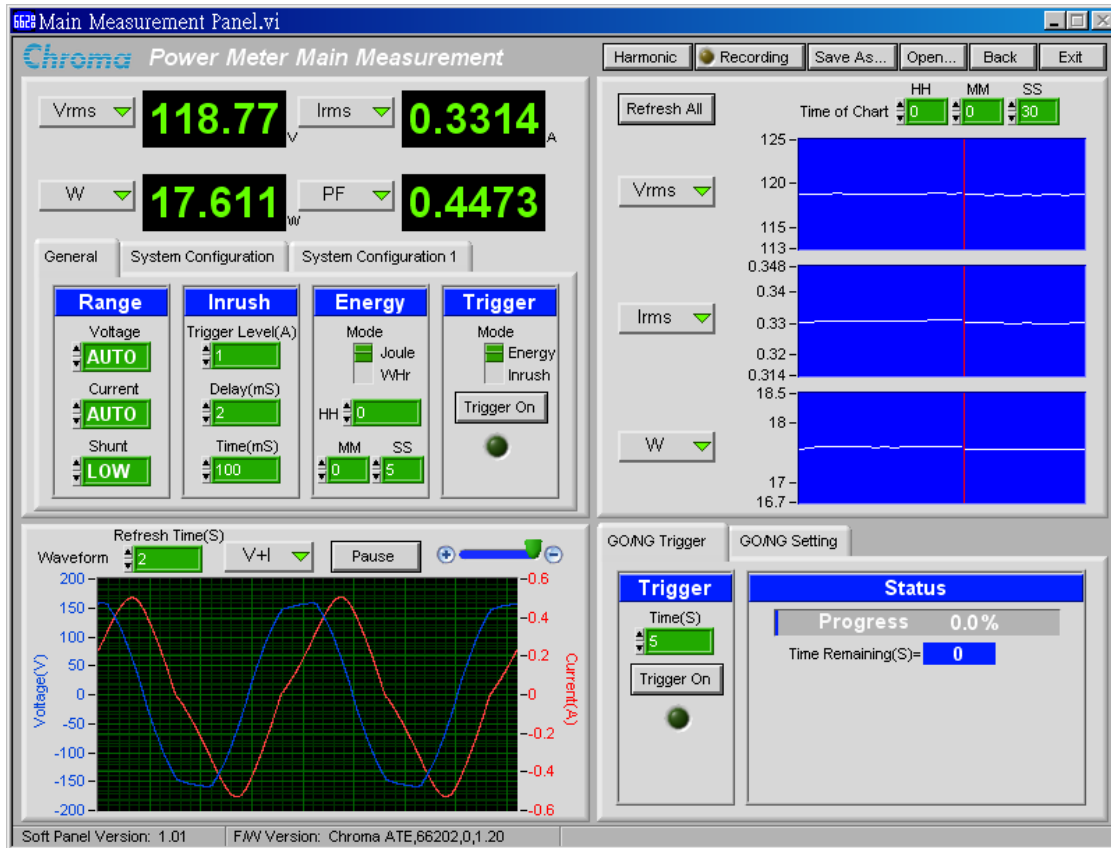 6628 Main Measurement Panel.vi
Chroma Power Meter Main Measurement
Harmonic Recording Save As... Open... Back Exit
Vrms 118.77 V Irms 0.3314 A
W 17.611 W PF 0.4473
General System Configuration System Configuration 1
Range
Voltage
AUTO
Current
AUTO
Shunt
LOW
Inrush
Trigger Level(A)
1
Delay(mS)
2
Time(mS)
100
Energy
Mode
Joule
WHr
HH 0
MM SS
0 5
Trigger
Mode
Energy
Inrush
Trigger On
Refresh All
HH MM SS
Time of Chart 0 0 30
Vrms
125
120
115
113
Irms
0.348
0.34
0.33
0.32
0.314
W
18.5
18
17
16.7
Refresh Time(S)
Waveform 2 V+I Pause
Voltage(V)
200
150
100
50
0
-50
-100
-150
-200
-0.6
-0.4
-0.2
-0
-0.2
-0.4
-0.6
Current(A)
GO/NG Trigger GO/NG Setting
Trigger
Time(S)
5
Trigger On
Status
Progress 0.0%
Time Remaining(S)= 0
Soft Panel Version: 1.01 F/W Version: Chroma ATE,66202,0,1.20